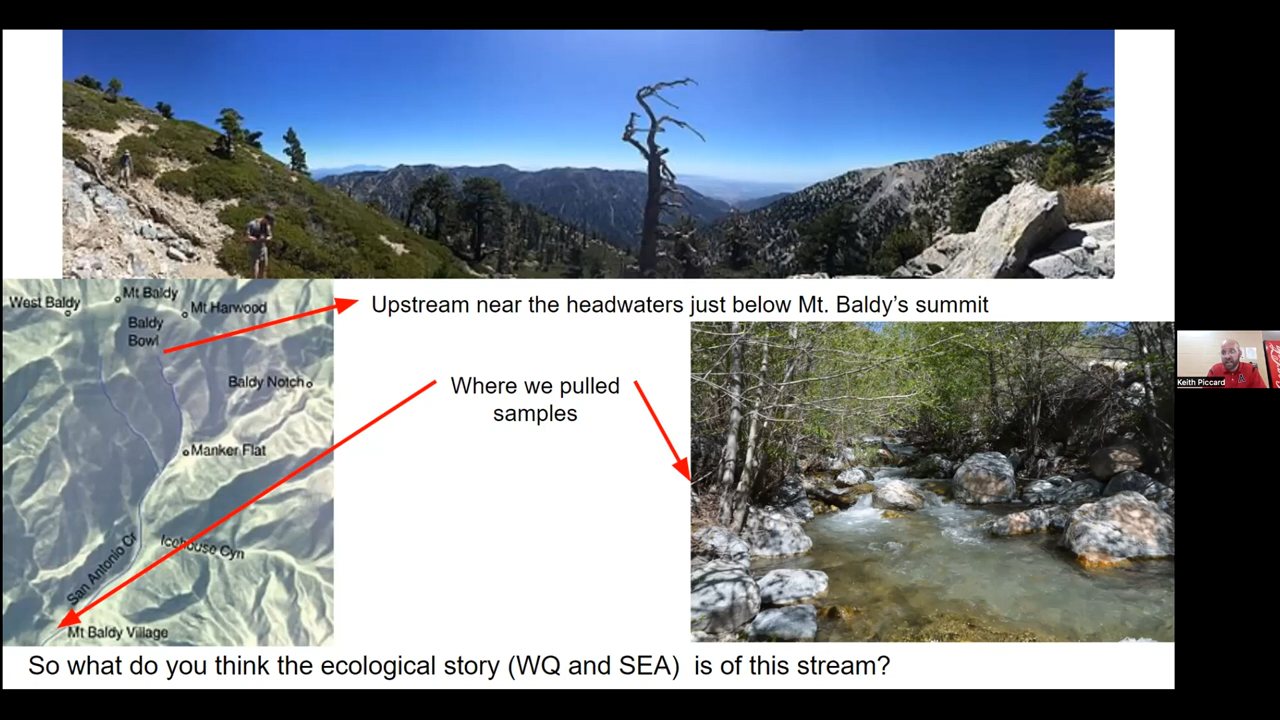 Mt Baldy
West Baldy
Mt Harwood
Baldy
Bowl
Upstream near the headwaters just below Mt. Baldy's summit
Baldy Notch
Where we pulled
samples
Manker Flat
San Antonio Cr
Icehouse Cyn
Mt Baldy Village
Keith Piccard
So what do you think the ecological story (WQ and SEA) is of this stream?